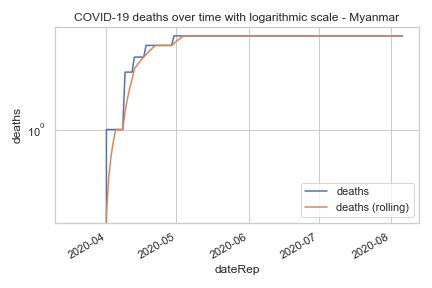 COVID-19 deaths over time with logarithmic scale - Myanmar
deaths
10⁰
deaths
deaths (rolling)
2020-04
2020-05
2020-06
2020-07
2020-08
dateRep